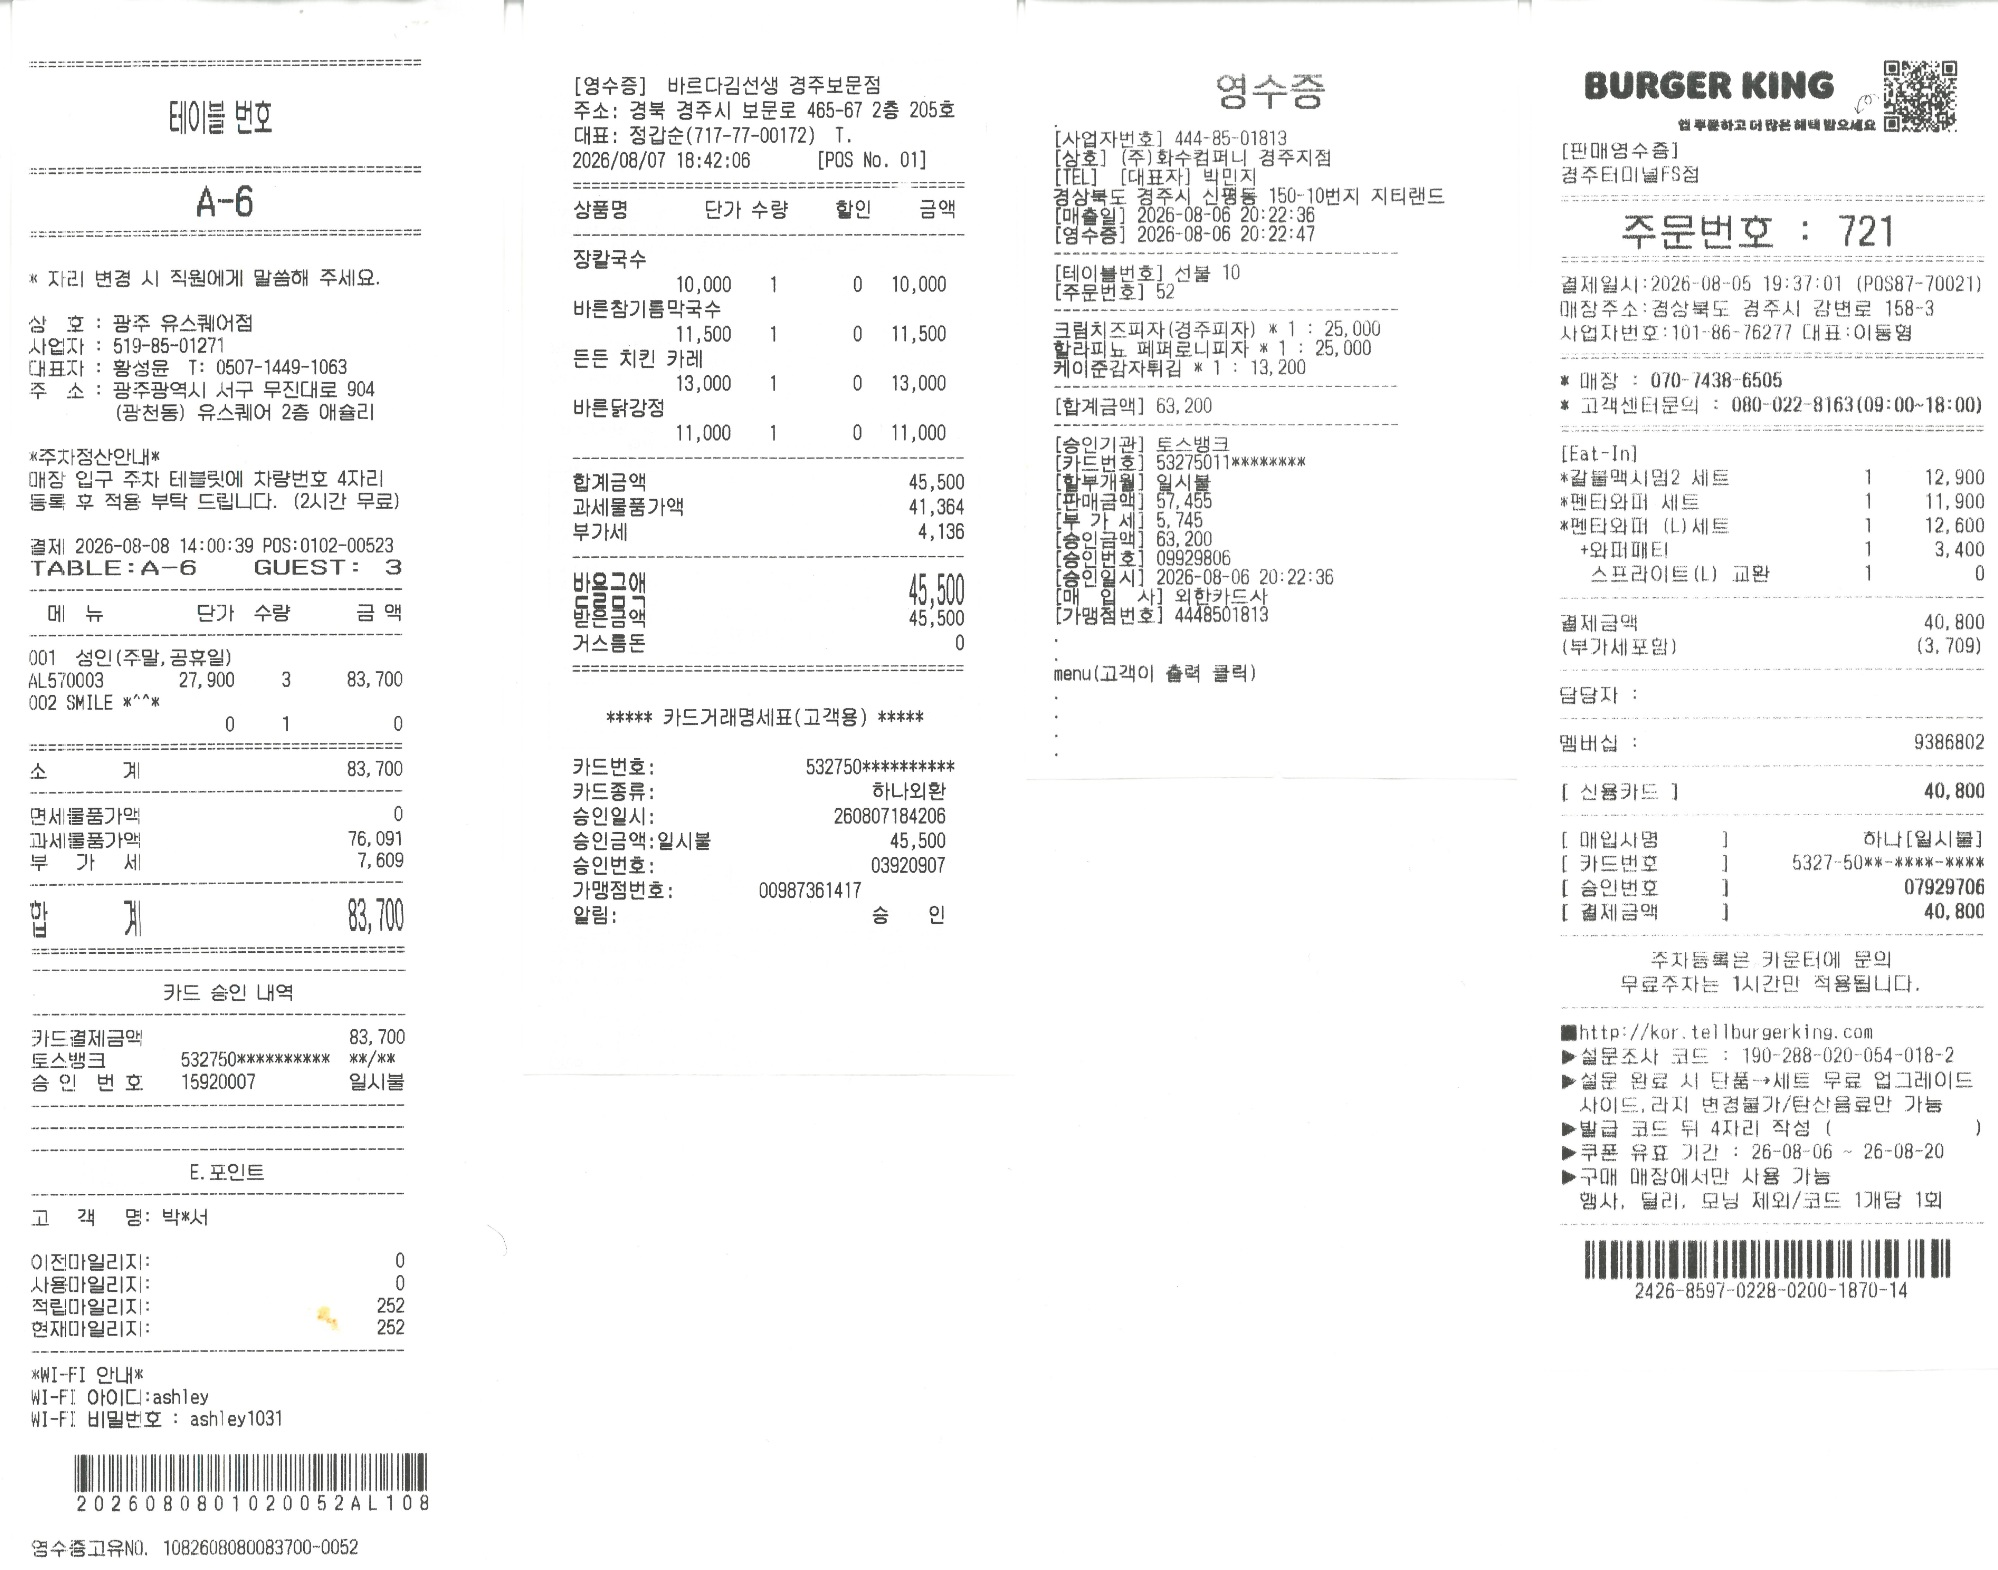 테이블 번호
A-6
* 자리 변경 시 직원에게 말씀해 주세요.
상 호 : 광주 유스퀘어점
사업자 : 519-85-01271
대표자 : 황성윤 T: 0507-1449-1063
주 소 : 광주광역시 서구 무진대로 904
(광천동) 유스퀘어 2층 애슐리
*주차정산안내*
매장 입구 주차 테블릿에 차량번호 4자리
등록 후 적용 부탁 드립니다. (2시간 무료)
결제 2026-08-08 14:00:39 POS:0102-00523
TABLE:A-6 GUEST: 3
메 뉴 단가 수량 금 액
001 성인(주말,공휴일)
AL570003 27,900 3 83,700
002 SMILE *^^*
0 1 0
소 계 83,700
면세물품가액 0
과세물품가액 76,091
부 가 세 7,609
합 계 83,700
카드 승인 내역
카드결제금액 83,700
토스뱅크 532750********** **/**
승 인 번 호 15920007 일시불
E.포인트
고 객 명: 박*서
이전마일리지: 0
사용마일리지: 0
적립마일리지: 252
현재마일리지: 252
*WI-FI 안내*
WI-FI 아이디:ashley
WI-FI 비밀번호 : ashley1031
2026080801020052AL108
영수증고유NO. 1082608080083700-0052
[영수증] 바르다김선생 경주보문점
주소: 경북 경주시 보문로 465-67 2층 205호
대표: 정갑순(717-77-00172) T.
2026/08/07 18:42:06 [POS No. 01]
상품명 단가 수량 할인 금액
장칼국수
10,000 1 0 10,000
바른참기름막국수
11,500 1 0 11,500
든든 치킨 카레
13,000 1 0 13,000
바른닭강정
11,000 1 0 11,000
합계금액 45,500
과세물품가액 41,364
부가세 4,136
받을금액 45,500
받은금액 45,500
거스름돈 0
***** 카드거래명세표(고객용) *****
카드번호: 532750**********
카드종류: 하나외환
승인일시: 260807184206
승인금액:일시불 45,500
승인번호: 03920907
가맹점번호: 00987361417
알림: 승 인
영수증
[사업자번호] 444-85-01813
[상호] (주)화수컴퍼니 경주지점
[TEL] [대표자] 박민지
경상북도 경주시 신평동 150-10번지 지티랜드
[매출일] 2026-08-06 20:22:36
[영수증] 2026-08-06 20:22:47
[테이블번호] 선불 10
[주문번호] 52
크림치즈피자(경주피자) * 1 : 25,000
할라피뇨 페퍼로니피자 * 1 : 25,000
케이준감자튀김 * 1 : 13,200
[합계금액] 63,200
[승인기관] 토스뱅크
[카드번호] 53275011********
[할부개월] 일시불
[판매금액] 57,455
[부 가 세] 5,745
[승인금액] 63,200
[승인번호] 09929806
[승인일시] 2026-08-06 20:22:36
[매 입 사] 외환카드사
[가맹점번호] 4448501813
menu(고객이 출력 클릭)
BURGER KING
앱 쿠폰하고 더 많은 혜택 받으세요
[판매영수증]
경주터미널FS점
주문번호 : 721
결제일시:2026-08-05 19:37:01 (POS87-70021)
매장주소:경상북도 경주시 강변로 158-3
사업자번호:101-86-76277 대표:이동형
* 매장 : 070-7438-6505
* 고객센터문의 : 080-022-8163(09:00~18:00)
[Eat-In]
*갈불맥시멈2 세트 1 12,900
*펜타와퍼 세트 1 11,900
*펜타와퍼 (L)세트 1 12,600
+와퍼패티 1 3,400
스프라이트(L) 교환 1 0
결제금액 40,800
(부가세포함) (3,709)
담당자 :
멤버십 : 9386802
[ 신용카드 ] 40,800
[ 매입사명 ] 하나[일시불]
[ 카드번호 ] 5327-50**-****-****
[ 승인번호 ] 07929706
[ 결제금액 ] 40,800
주차등록은 카운터에 문의
무료주차는 1시간만 적용됩니다.
■http://kor.tellburgerking.com
▶설문조사 코드 : 190-288-020-054-018-2
▶설문 완료 시 단품→세트 무료 업그레이드
사이드,라지 변경불가/탄산음료만 가능
▶발급 코드 뒤 4자리 작성 ( )
▶쿠폰 유효 기간 : 26-08-06 ~ 26-08-20
▶구매 매장에서만 사용 가능
행사, 딜리, 모닝 제외/코드 1개당 1회
2426-8597-0228-0200-1870-14